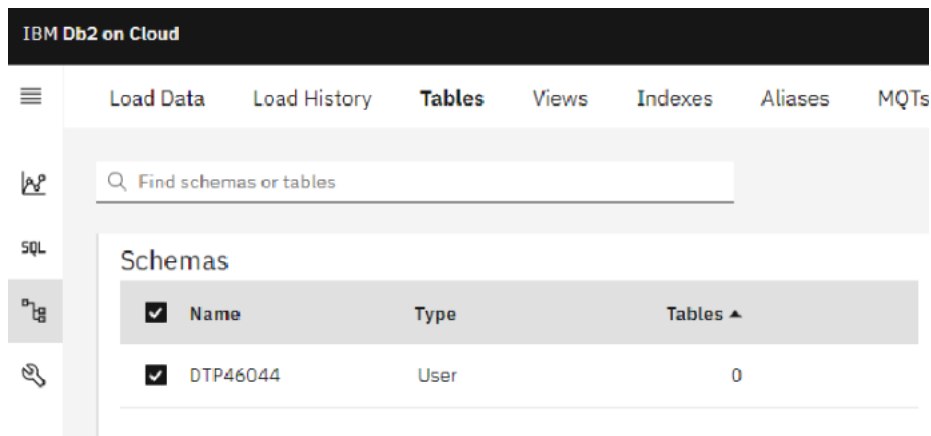 IBM Db2 on Cloud
Load Data Load History Tables Views Indexes Aliases MQTs
Find schemas or tables
SQL
Schemas
Name Type Tables
DTP46044 User 0